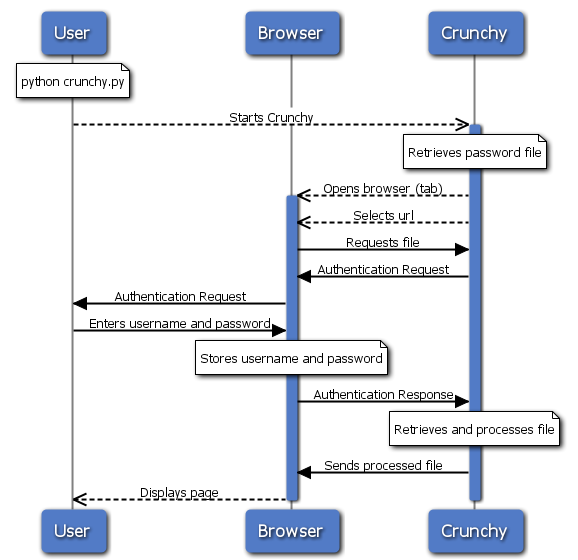 User
Browser
Crunchy
python crunchy.py
Starts Crunchy
Retrieves password file
Opens browser (tab)
Selects url
Requests file
Authentication Request
Authentication Request
Enters username and password
Stores username and password
Authentication Response
Retrieves and processes file
Sends processed file
Displays page
User
Browser
Crunchy